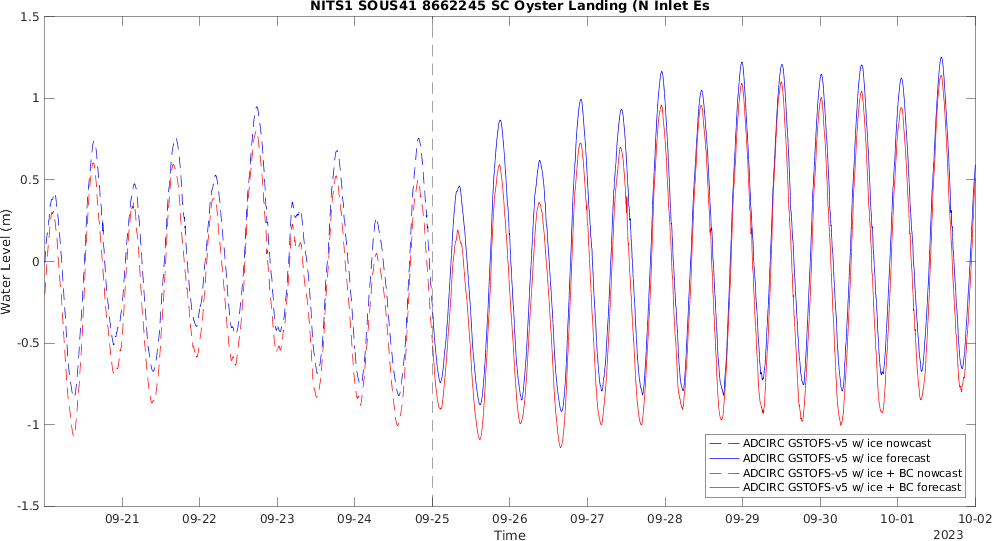 NITS1 SOUS41 8662245 SC Oyster Landing (N Inlet Es
1.5
1
0.5
0
-0.5
-1
-1.5
Water Level (m)
09-21 09-22 09-23 09-24 09-25 09-26 09-27 09-28 09-29 09-30 10-01 10-02
Time
2023
ADCIRC GSTOFS-v5 w/ ice nowcast
ADCIRC GSTOFS-v5 w/ ice forecast
ADCIRC GSTOFS-v5 w/ ice + BC nowcast
ADCIRC GSTOFS-v5 w/ ice + BC forecast